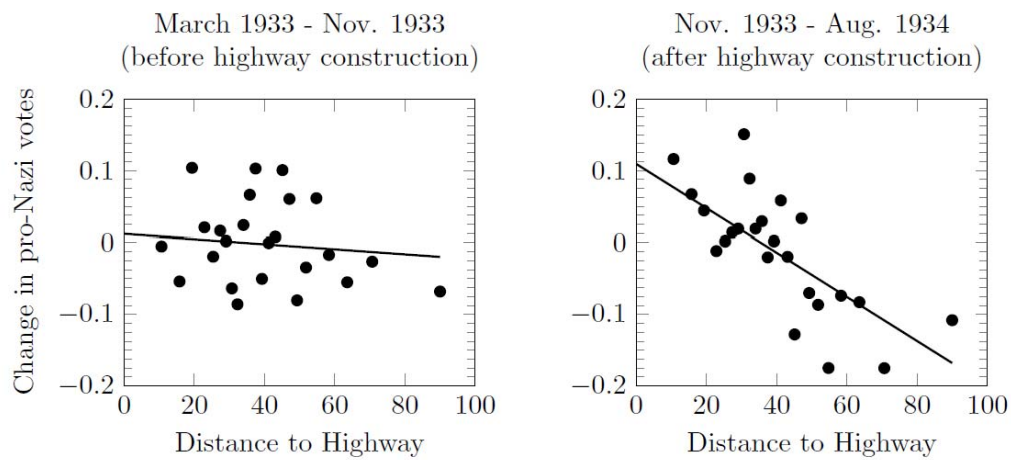 March 1933 - Nov. 1933
(before highway construction)
Change in pro-Nazi votes
0.2
0.1
0
−0.1
−0.2
0 20 40 60 80 100
Distance to Highway
Nov. 1933 - Aug. 1934
(after highway construction)
0.2
0.1
0
−0.1
−0.2
0 20 40 60 80 100
Distance to Highway